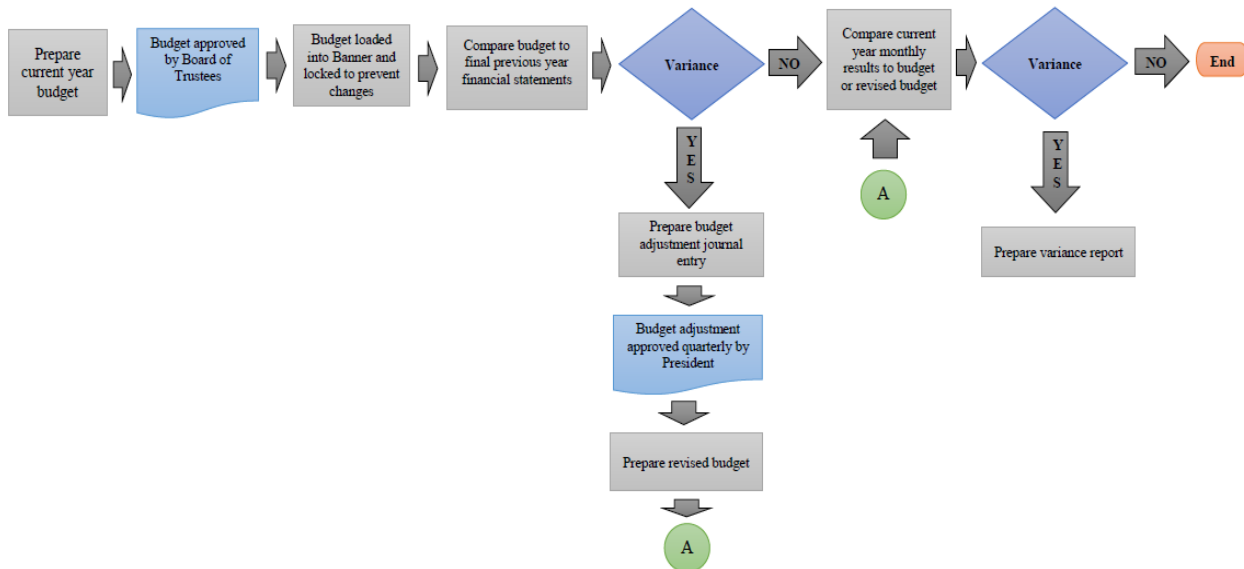 Prepare
current year
budget
Budget approved
by Board of
Trustees
Budget loaded
into Banner and
locked to prevent
changes
Compare budget to
final previous year
financial statements
Variance
NO
Compare current
year monthly
results to budget
or revised budget
Variance
NO
End
Y
E
S
A
Y
E
S
Prepare budget
adjustment journal
entry
Prepare variance report
Budget adjustment
approved quarterly by
President
Prepare revised budget
A